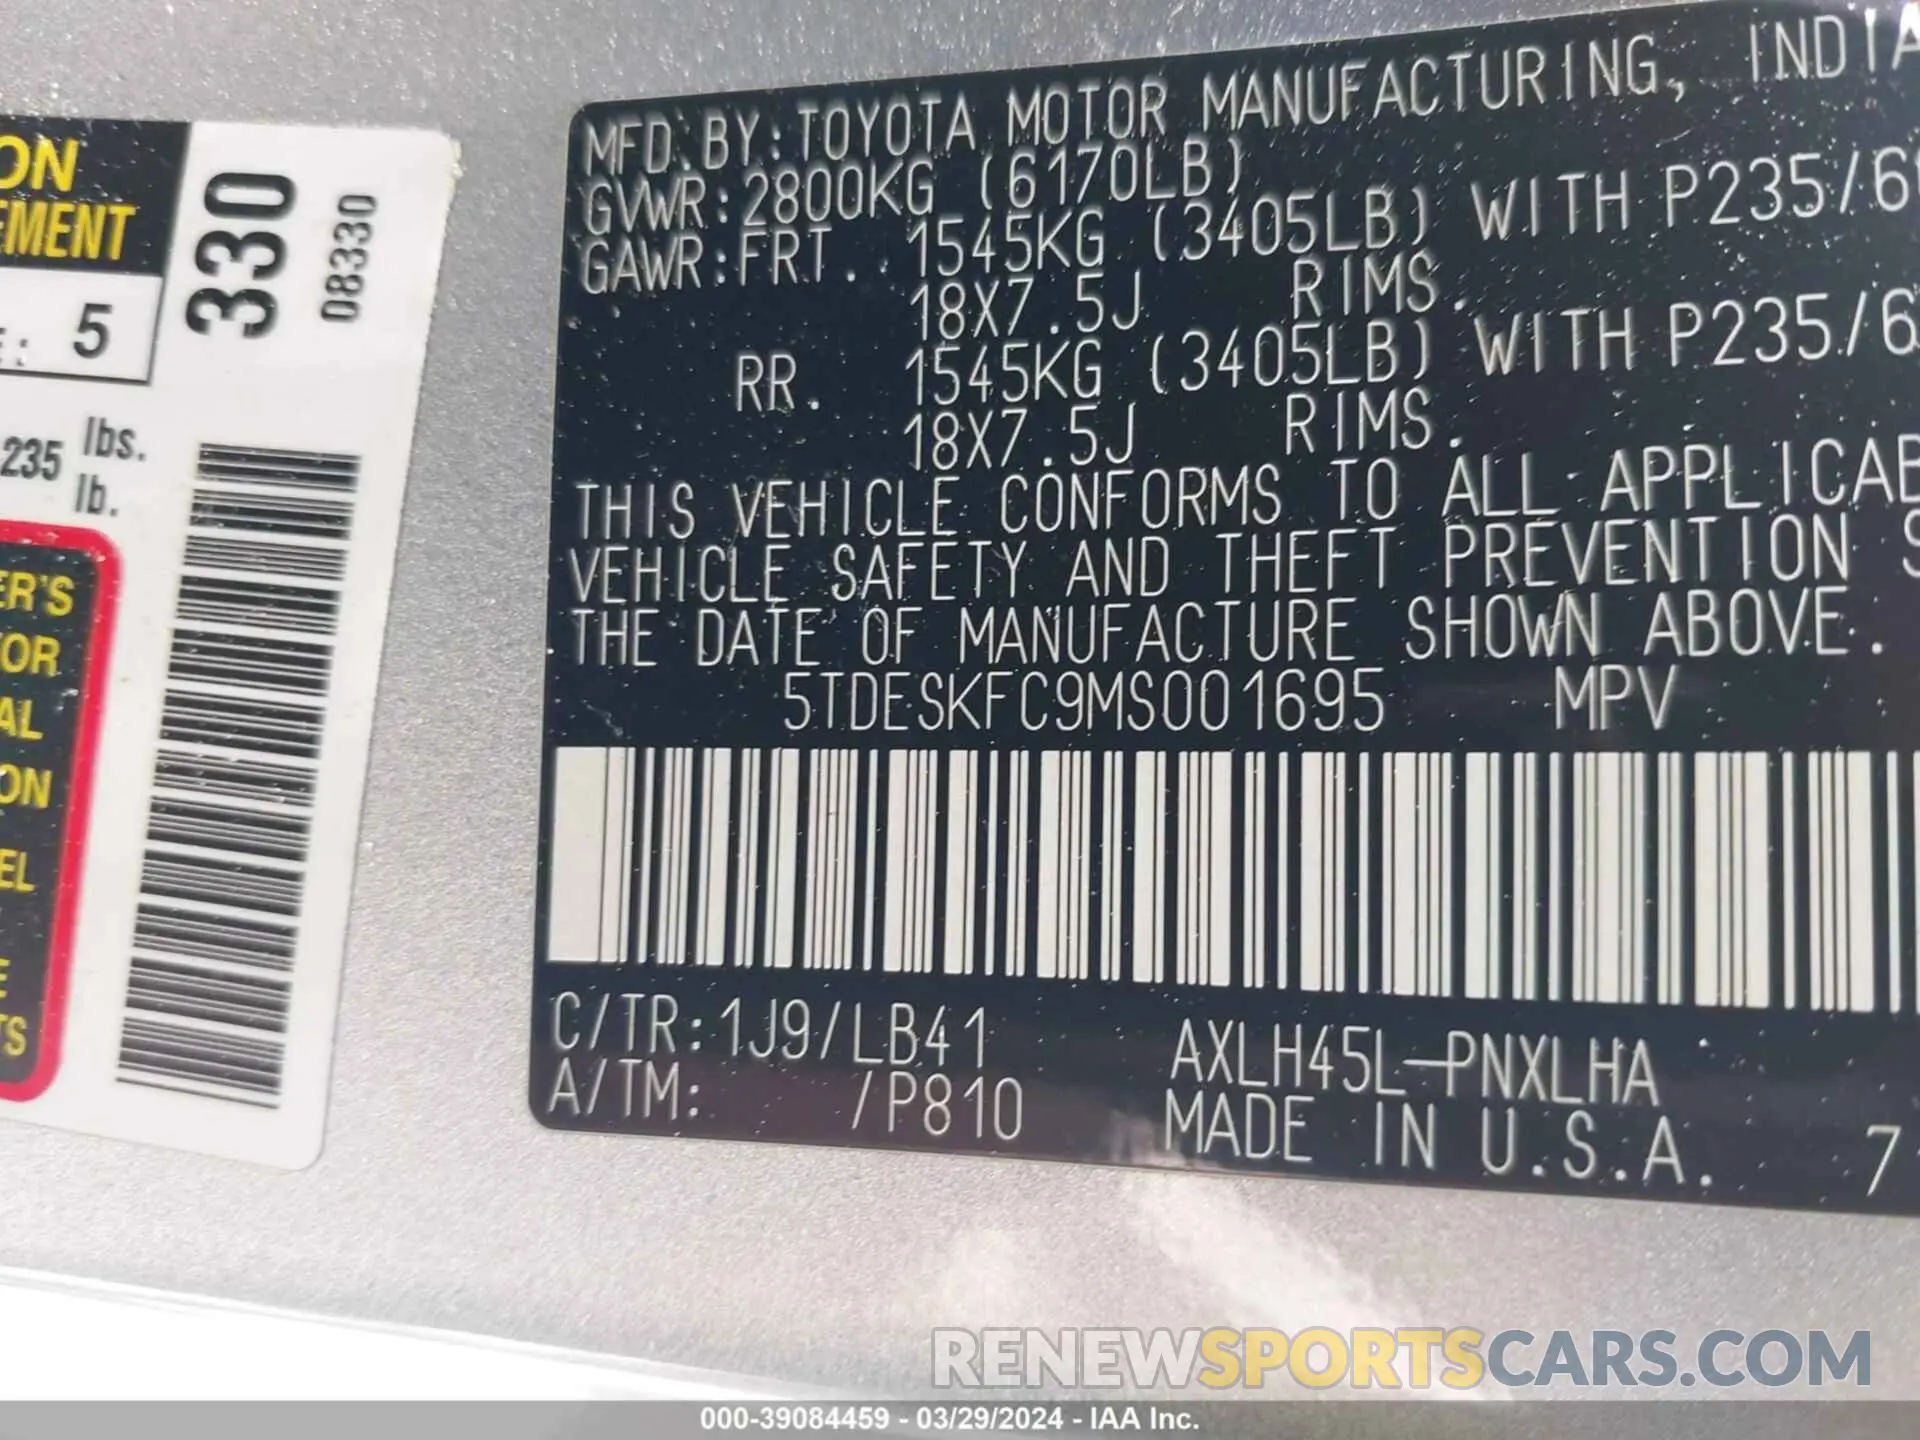 ON
EMENT
E: 5
330
08330
235 lbs.
lb.
ER'S
TOR
AL
ON
EL
E
TS
MFD. BY: TOYOTA MOTOR MANUFACTURING, INDIA
GVWR: 2800KG (6170LB)
GAWR: FRT. 1545KG (3405LB) WITH P235/6
18X7.5J RIMS.
RR. 1545KG (3405LB) WITH P235/6
18X7.5J RIMS.
THIS VEHICLE CONFORMS TO ALL APPLICAB
VEHICLE SAFETY AND THEFT PREVENTION S
THE DATE OF MANUFACTURE SHOWN ABOVE.
5TDESKFC9MS001695 MPV
C/TR: 1J9/LB41 AXLH45L-PNXLHA
A/TM: /P810 MADE IN U.S.A. 7
RENEWSPORTSCARS.COM
000-39084459 - 03/29/2024 - IAA Inc.